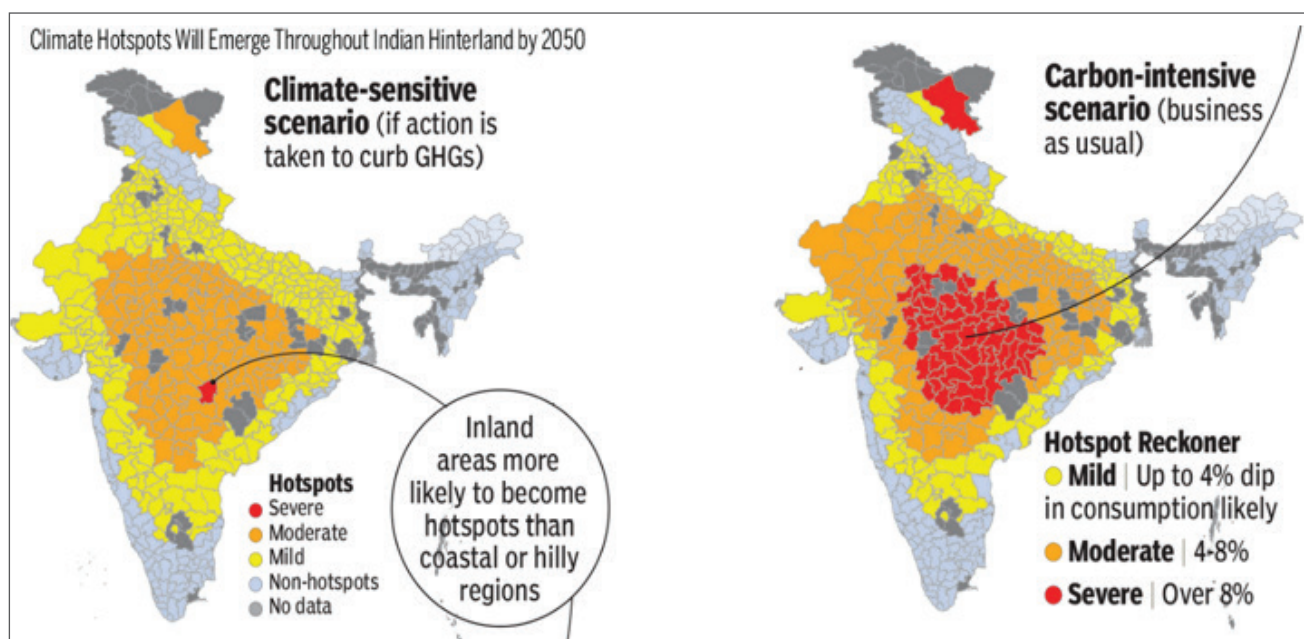 Climate Hotspots Will Emerge Throughout Indian Hinterland by 2050
Climate-sensitive
scenario (if action is
taken to curb GHGs)
Inland
areas more
likely to become
hotspots than
coastal or hilly
regions
Hotspots
Severe
Moderate
Mild
Non-hotspots
No data
Carbon-intensive
scenario (business
as usual)
Hotspot Reckoner
Mild | Up to 4% dip
in consumption likely
Moderate | 4-8%
Severe | Over 8%